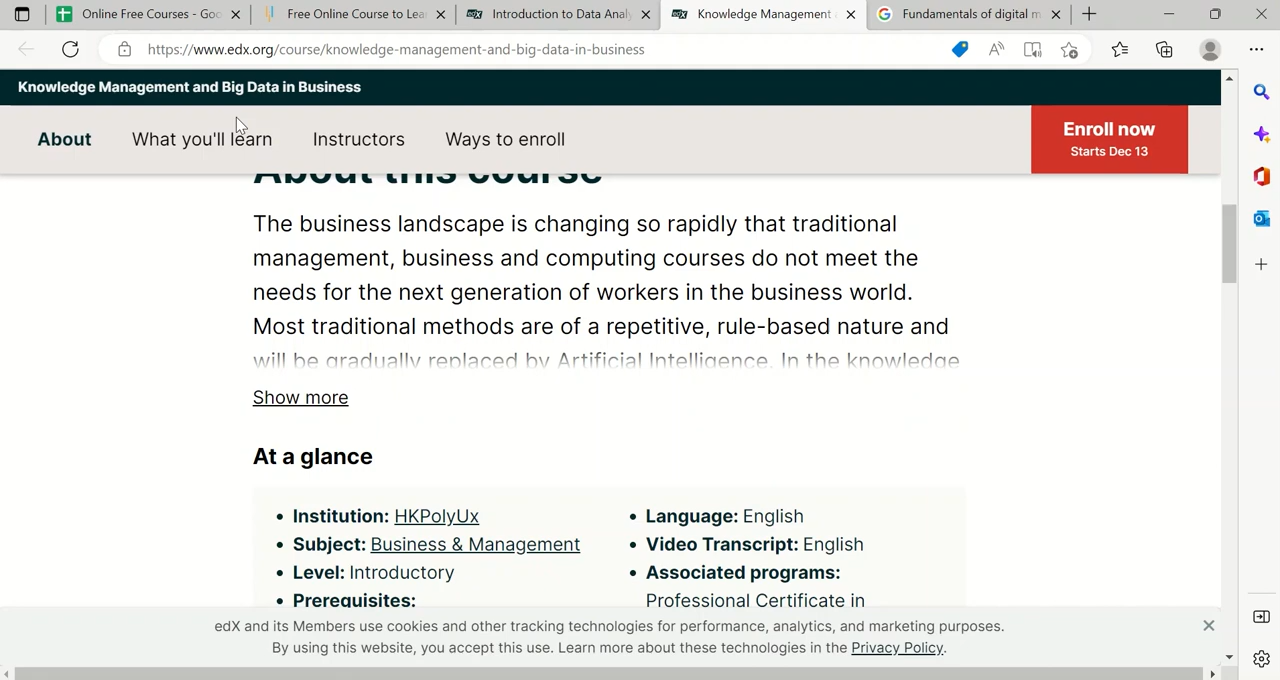 Online Free Courses - Goo
Free Online Course to Lea
Introduction to Data Analy
Knowledge Management
Fundamentals of digital m
https://www.edx.org/course/knowledge-management-and-big-data-in-business
Knowledge Management and Big Data in Business
About What you'll learn Instructors Ways to enroll
Enroll now
Starts Dec 13
About this course
The business landscape is changing so rapidly that traditional
management, business and computing courses do not meet the
needs for the next generation of workers in the business world.
Most traditional methods are of a repetitive, rule-based nature and
will be gradually replaced by Artificial Intelligence. In the knowledge
Show more
At a glance
• Institution: HKPolyUx
• Subject: Business & Management
• Level: Introductory
• Prerequisites:
• Language: English
• Video Transcript: English
• Associated programs:
Professional Certificate in
edX and its Members use cookies and other tracking technologies for performance, analytics, and marketing purposes.
By using this website, you accept this use. Learn more about these technologies in the Privacy Policy.